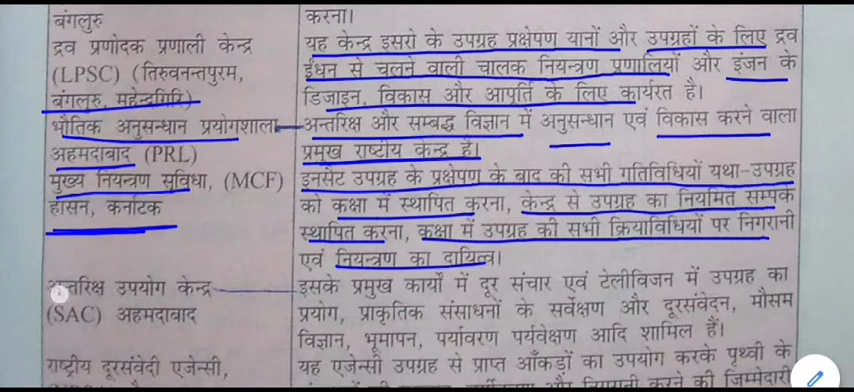 बंगलुरु
द्रव प्रणोदक प्रणाली केन्द्र
(LPSC) (तिरुवनन्तपुरम,
बंगलुरु, महेन्द्रगिरि)
भौतिक अनुसन्धान प्रयोगशाला
अहमदाबाद (PRL)
मुख्य नियन्त्रण सुविधा, (MCF)
हासन, कर्नाटक
अन्तरिक्ष उपयोग केन्द्र
(SAC) अहमदाबाद
राष्ट्रीय दूरसंवेदी एजेन्सी,
करना।
यह केन्द्र इसरो के उपग्रह प्रक्षेपण यानों और उपग्रहों के लिए द्रव
ईंधन से चलने वाली चालक नियन्त्रण प्रणालियों और इंजन के
डिजाइन, विकास और आपूर्ति के लिए कार्यरत है।
अन्तरिक्ष और सम्बद्ध विज्ञान में अनुसन्धान एवं विकास करने वाला
प्रमुख राष्टीय केन्द्र है।
इनसेट उपग्रह के प्रक्षेपण के बाद की सभी गतिविधियों यथा-उपग्रह
को कक्षा में स्थापित करना, केन्द्र से उपग्रह का नियमित सम्पर्क
स्थापित करना, कक्षा में उपग्रह की सभी क्रियाविधियों पर निगरानी
एवं नियन्त्रण का दायित्व।
इसके प्रमुख कार्यों में दूर संचार एवं टेलीविजन में उपग्रह का
प्रयोग, प्राकृतिक संसाधनों के सर्वेक्षण और दूरसंवेदन, मौसम
विज्ञान, भूमापन, पर्यावरण पर्यवेक्षण आदि शामिल हैं।
यह एजेन्सी उपग्रह से प्राप्त आँकड़ों का उपयोग करके पृथ्वी के